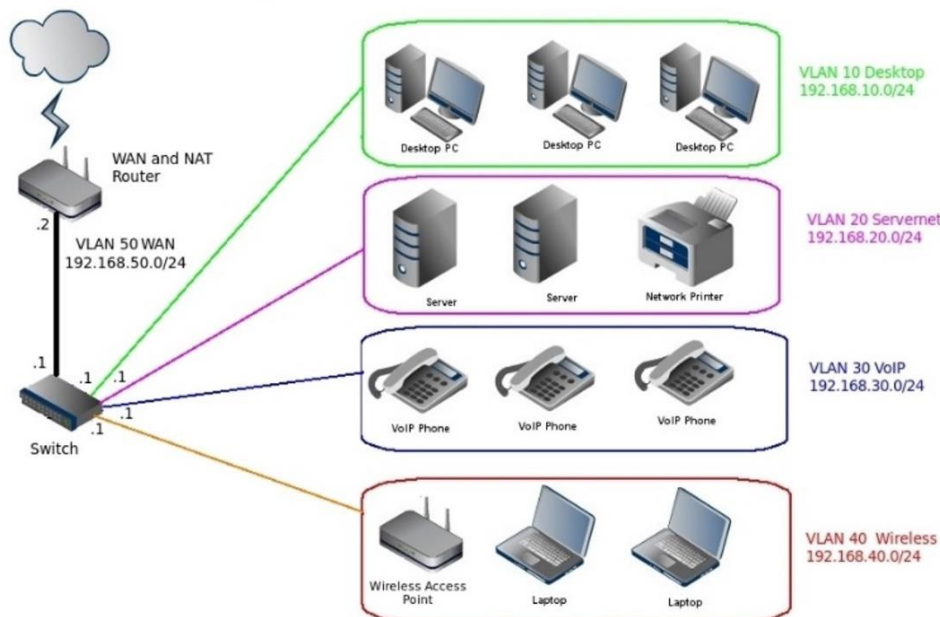 WAN and NAT
Router
.2
VLAN 50 WAN
192.168.50.0/24
.1
.1
.1
.1
.1
Switch
Desktop PC
Desktop PC
Desktop PC
VLAN 10 Desktop
192.168.10.0/24
Server
Server
Network Printer
VLAN 20 Servernet
192.168.20.0/24
VoIP Phone
VoIP Phone
VoIP Phone
VLAN 30 VoIP
192.168.30.0/24
Wireless Access
Point
Laptop
Laptop
VLAN 40 Wireless
192.168.40.0/24